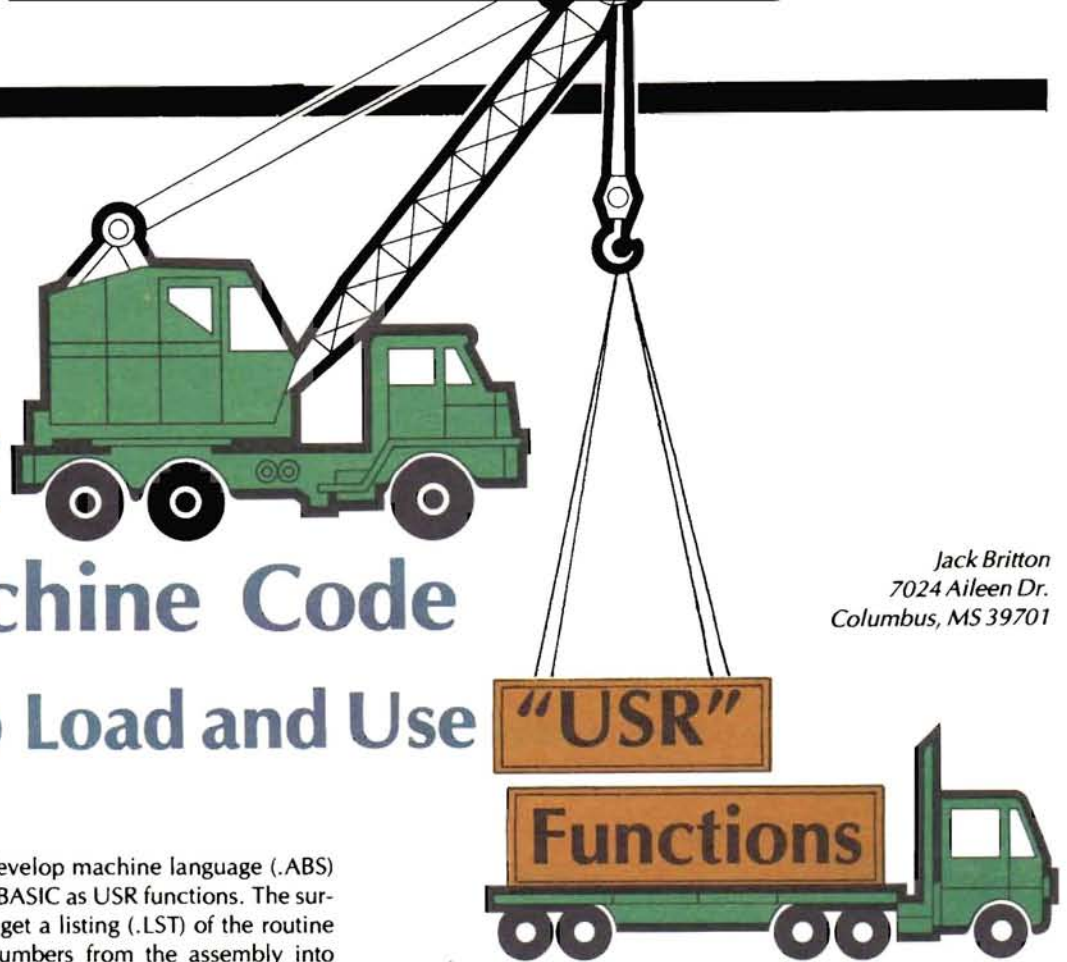 chine Code
Load and Use
"USR"
Functions
Jack Britton
7024 Aileen Dr.
Columbus, MS 39701
evelop machine language (.ABS)
BASIC as USR functions. The sur-
get a listing (.LST) of the routine
umbers from the assembly into